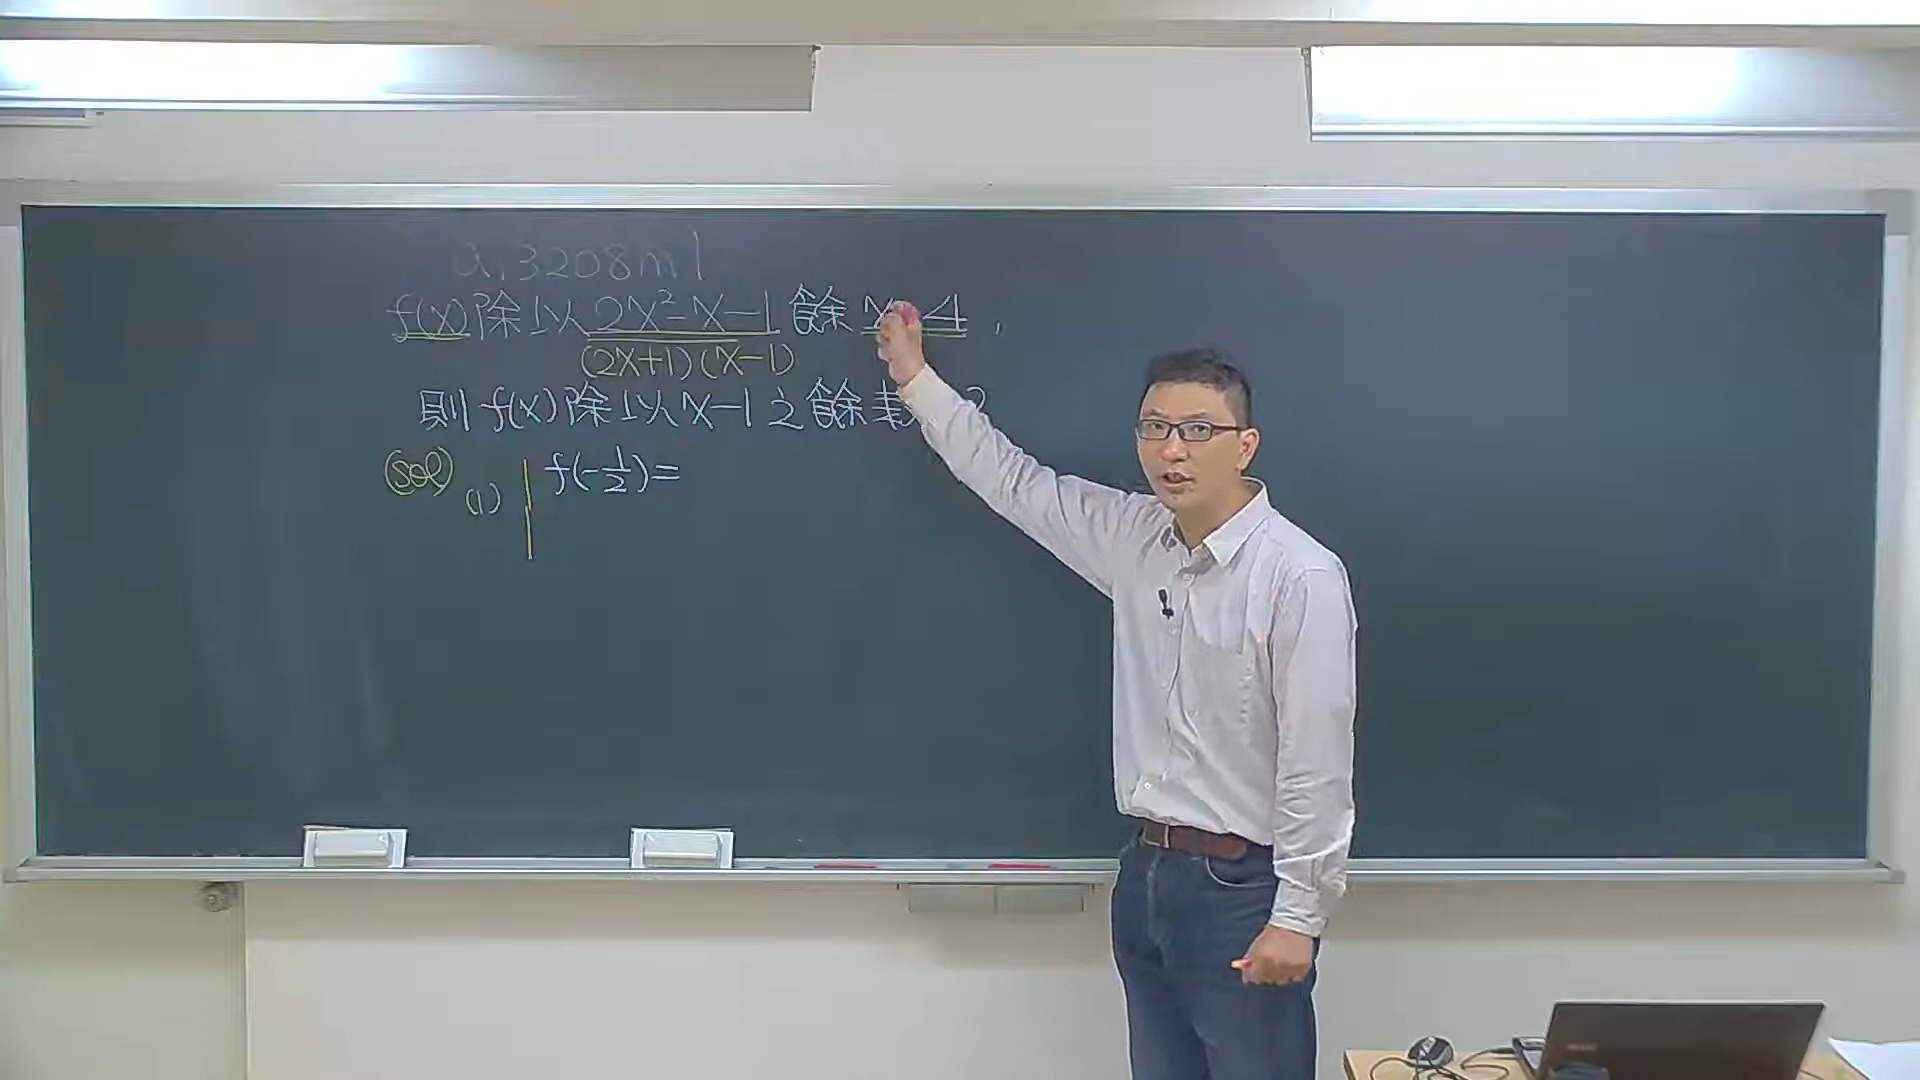 a13208m1
f(x)除以2x²-x-1餘x-4,
(2x+1)(x-1)
則f(x)除以x-1之餘式 ?
(sol) (1) f(-1/2)=